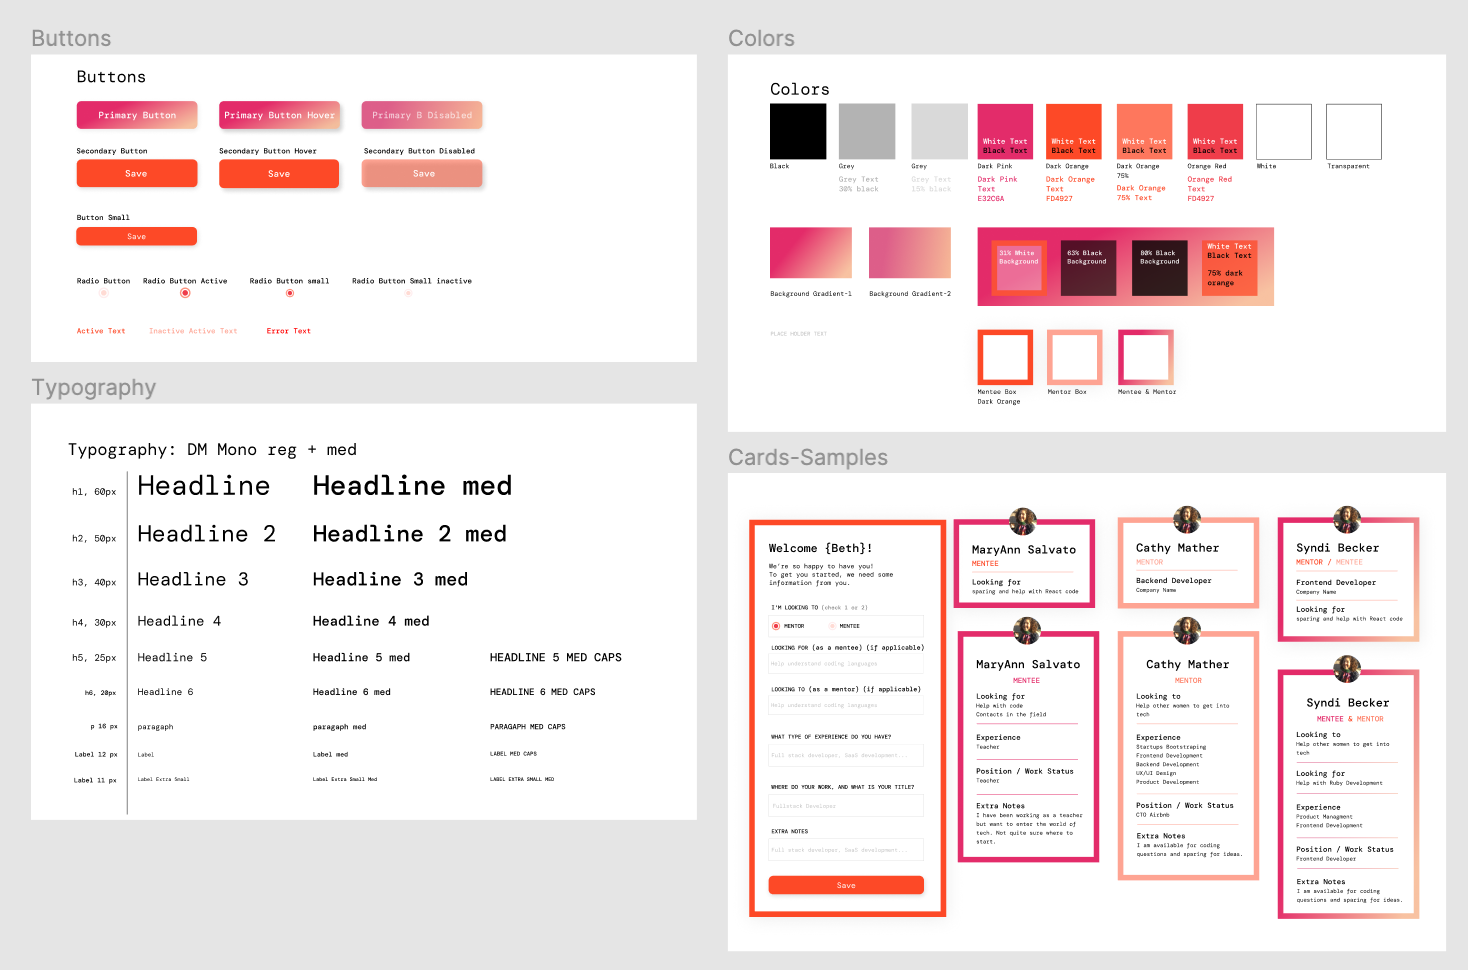 Buttons
Buttons
Primary Button
Primary Button Hover
Primary B Disabled
Secondary Button
Secondary Button Hover
Secondary Button Disabled
Save
Save
Save
Button Small
Save
Radio Button
Radio Button Active
Radio Button small
Radio Button Small inactive
Active Text
Inactive Active Text
Error Text
Typography
Typography: DM Mono reg + med
h1, 60px
Headline
Headline med
h2, 50px
Headline 2
Headline 2 med
h3, 40px
Headline 3
Headline 3 med
h4, 30px
Headline 4
Headline 4 med
h5, 25px
Headline 5
Headline 5 med
HEADLINE 5 MED CAPS
h6, 20px
Headline 6
Headline 6 med
HEADLINE 6 MED CAPS
p 16 px
paragaph
paragaph med
PARAGAPH MED CAPS
Label 12 px
Label
Label med
LABEL MED CAPS
Label 11 px
Label Extra Small
Label Extra Small Med
LABEL EXTRA SMALL MED
Colors
Colors
White Text
Black Text
White Text
Black Text
White Text
Black Text
White Text
Black Text
Black
Grey
Grey Text
30% black
Grey
Grey Text
15% black
Dark Pink
Dark Pink
Text
E32C6A
Dark Orange
Dark Orange
Text
FD4927
Dark Orange
75%
Dark Orange
75% Text
Orange Red
Orange Red
Text
FD4927
White
Transparent
Background Gradient-1
Background Gradient-2
31% White
Background
63% Black
Background
80% Black
Background
White Text
Black Text
75% dark
orange
PLACE HOLDER TEXT
Mentee Box
Dark Orange
Mentor Box
Mentee & Mentor
Cards-Samples
Welcome {Beth}!
We're so happy to have you!
To get you started, we need some
information from you.
I'M LOOKING TO (check 1 or 2)
MENTOR
MENTEE
LOOKING FOR (as a mentee) (if applicable)
Help understand coding languages
LOOKING TO (as a mentor) (if applicable)
Help understand coding languages
WHAT TYPE OF EXPERIENCE DO YOU HAVE?
Full stack developer, SaaS development...
WHERE DO YOUR WORK, AND WHAT IS YOUR TITLE?
Fullstack Developer
EXTRA NOTES
Full stack developer, SaaS development...
Save
MaryAnn Salvato
MENTEE
Looking for
sparing and help with React code
MaryAnn Salvato
MENTEE
Looking for
Help with code
Contacts in the field
Experience
Teacher
Position / Work Status
Teacher
Extra Notes
I have been working as a teacher
but want to enter the world of
tech. Not quite sure where to
start.
Cathy Mather
MENTOR
Backend Developer
Company Name
Cathy Mather
MENTOR
Looking to
Help other women to get into
tech
Experience
Startups Bootstraping
Frontend Development
Backend Development
UX/UI Design
Product Development
Position / Work Status
CTO Airbnb
Extra Notes
I am available for coding
questions and sparing for ideas.
Syndi Becker
MENTOR / MENTEE
Frontend Developer
Company Name
Looking for
sparing and help with React code
Syndi Becker
MENTEE & MENTOR
Looking to
Help other women to get into
tech
Looking for
Help with Ruby Development
Experience
Product Managment
Frontend Development
Position / Work Status
Frontend Developer
Extra Notes
I am available for coding
questions and sparing for ideas.